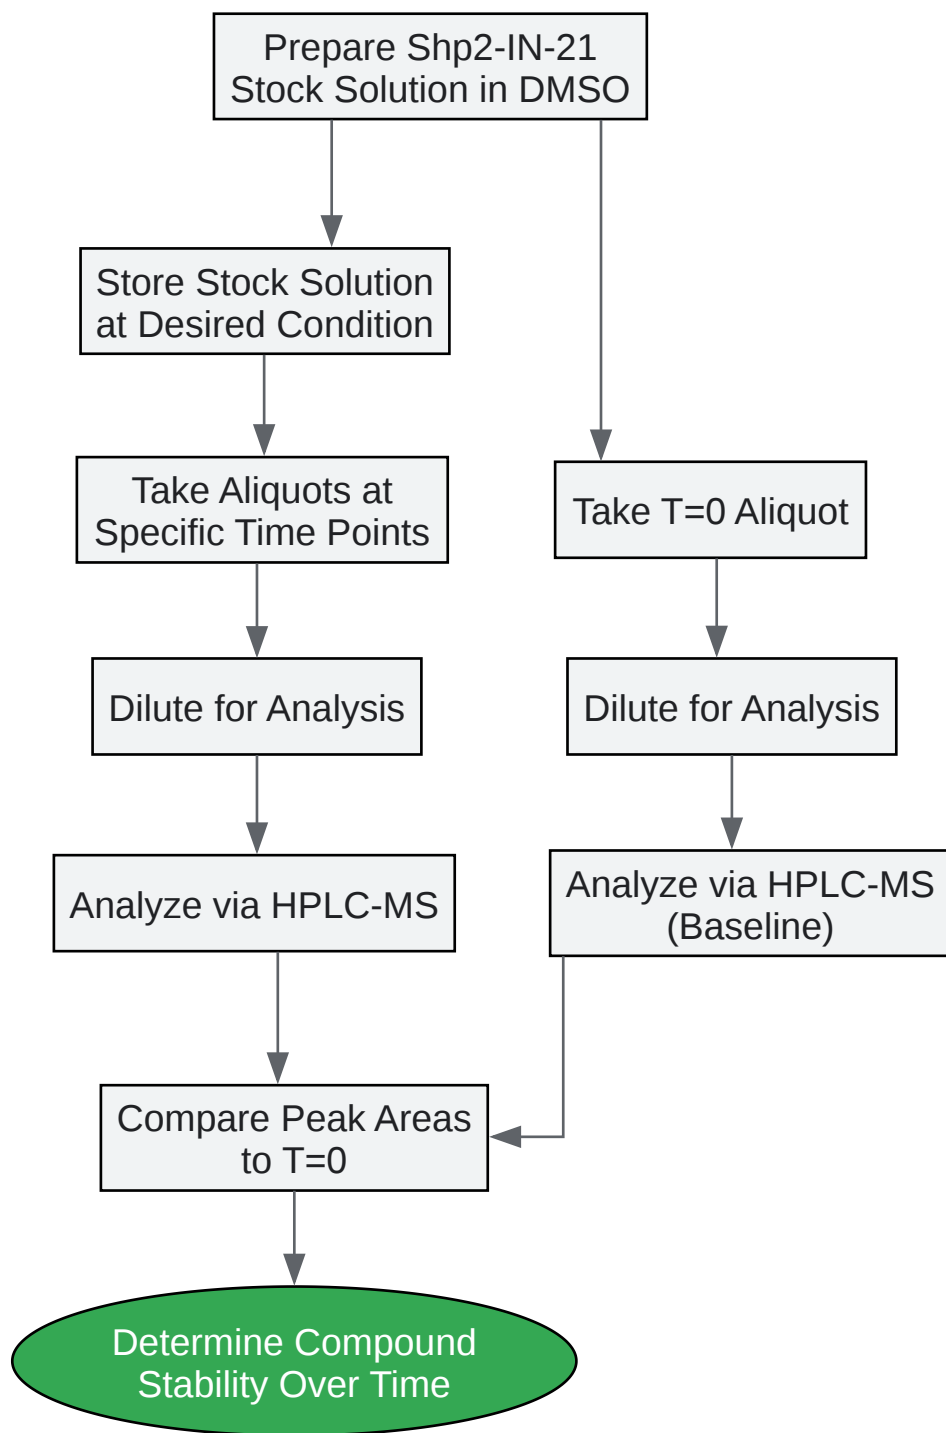 Prepare Shp2-IN-21
Stock Solution in DMSO
Store Stock Solution
at Desired Condition
Take Aliquots at
Specific Time Points
Take T=0 Aliquot
Dilute for Analysis
Dilute for Analysis
Analyze via HPLC-MS
Analyze via HPLC-MS
(Baseline)
Compare Peak Areas
to T=0
Determine Compound
Stability Over Time